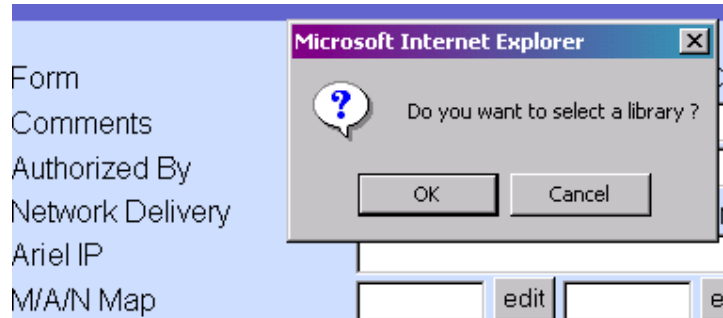 Microsoft Internet Explorer
?
Do you want to select a library ?
OK Cancel
Form
Comments
Authorized By
Network Delivery
Ariel IP
M/A/N Map edit